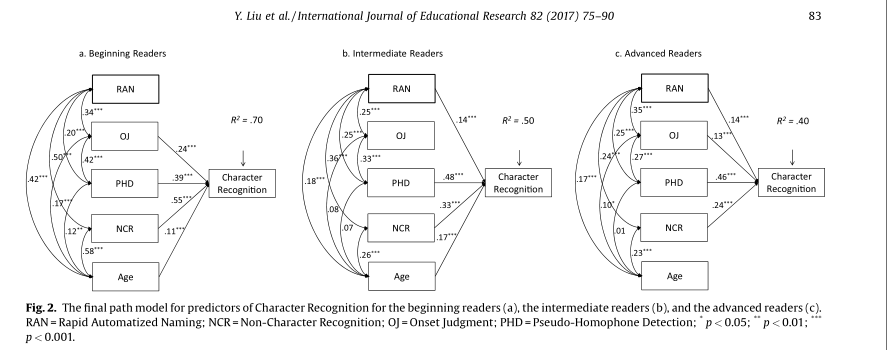 Y. Liu et al. / International Journal of Educational Research 82 (2017) 75–90
83
a. Beginning Readers
RAN
OJ
PHD
NCR
Age
Character
Recognition
R² = .70
.34***
.20***
.50***
.42***
.42***
.17***
.12**
.58***
.24***
.39***
.55***
.11***
b. Intermediate Readers
RAN
OJ
PHD
NCR
Age
Character
Recognition
R² = .50
.25***
.25***
.36***
.33***
.18***
.08
.07
.26***
.14***
.48***
.33***
.17***
c. Advanced Readers
RAN
OJ
PHD
NCR
Age
Character
Recognition
R² = .40
.35***
.25***
.24***
.27***
.17***
.10*
.01
.23***
.14***
.13***
.46***
.24***
Fig. 2. The final path model for predictors of Character Recognition for the beginning readers (a), the intermediate readers (b), and the advanced readers (c).
RAN = Rapid Automatized Naming; NCR = Non-Character Recognition; OJ = Onset Judgment; PHD = Pseudo-Homophone Detection; * p < 0.05; ** p < 0.01; ***
p < 0.001.